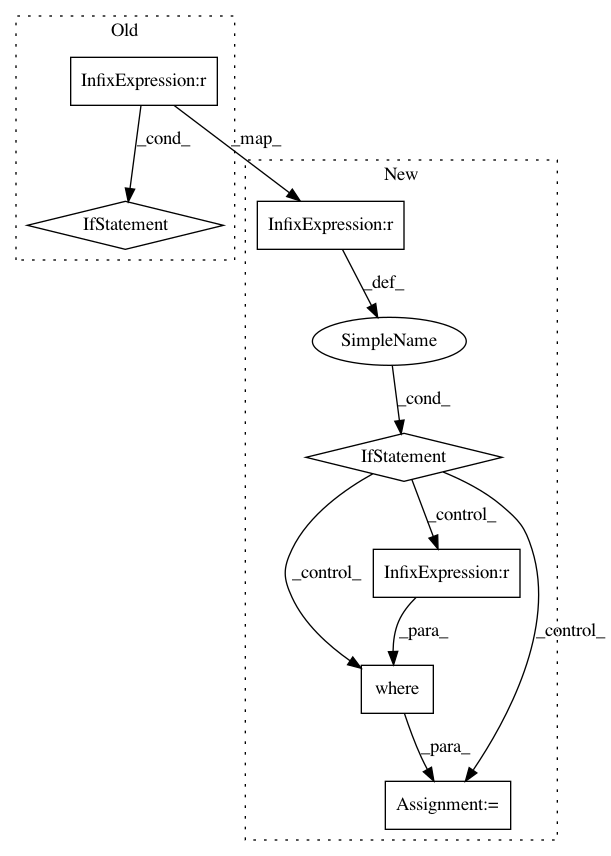 Old
InfixExpression:r
_cond_
_map_
IfStatement
New
InfixExpression:r
_def_
SimpleName
_cond_
IfStatement
_control_
_control_
_control_
InfixExpression:r
_para_
where
_para_
Assignment:=